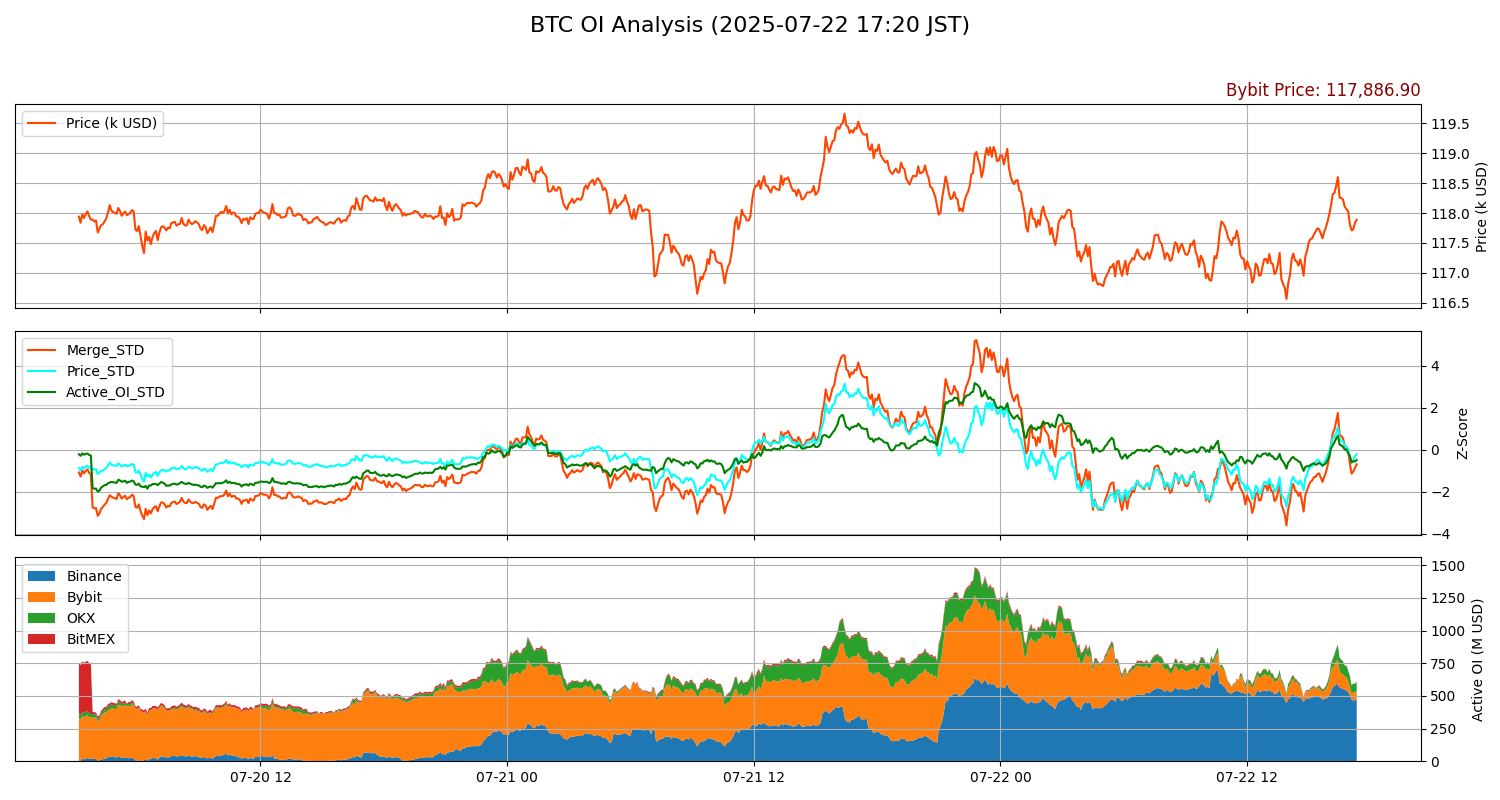 BTC OI Analysis (2025-07-22 17:20 JST)
Bybit Price: 117,886.90
Price (k USD)
119.5
119.0
118.5
118.0
117.5
117.0
116.5
Price (k USD)
Merge_STD
Price_STD
Active_OI_STD
4
2
0
−2
−4
Z-Score
Binance
Bybit
OKX
BitMEX
1500
1250
1000
750
500
250
0
Active OI (M USD)
07-20 12
07-21 00
07-21 12
07-22 00
07-22 12